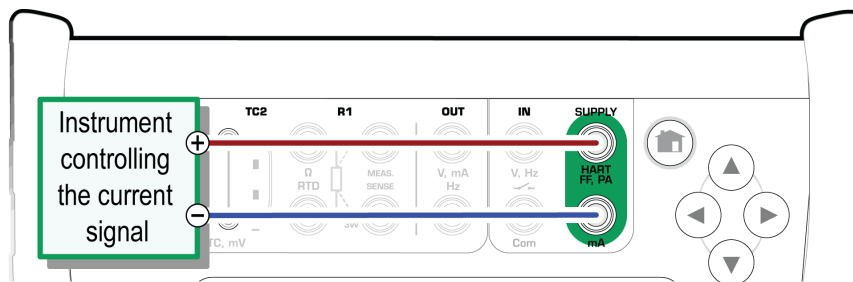 Instrument
controlling
the current
signal
+
−
TC2
R1
OUT
IN
SUPPLY
Ω
RTD
MEAS.
SENSE
V, mA
Hz
V, Hz
HART
FF, PA
3W
TC, mV
Com
mA